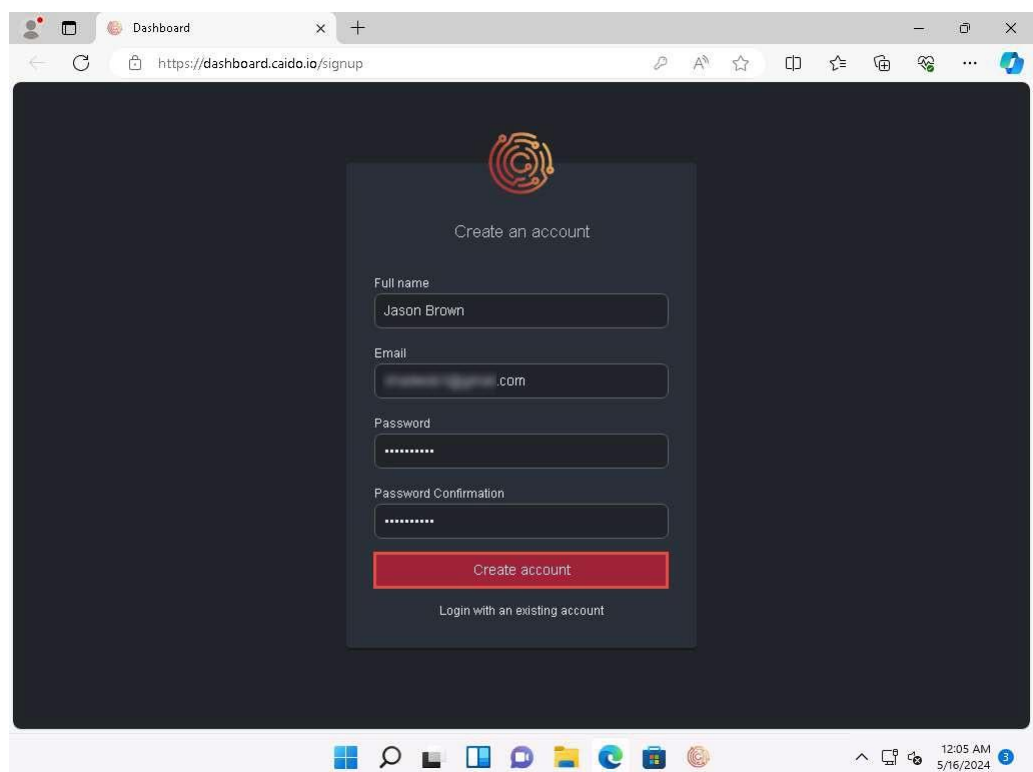 Dashboard
https://dashboard.caido.io/signup
Create an account
Full name
Jason Brown
Email
.com
Password
Password Confirmation
Create account
Login with an existing account
12:05 AM
5/16/2024
3